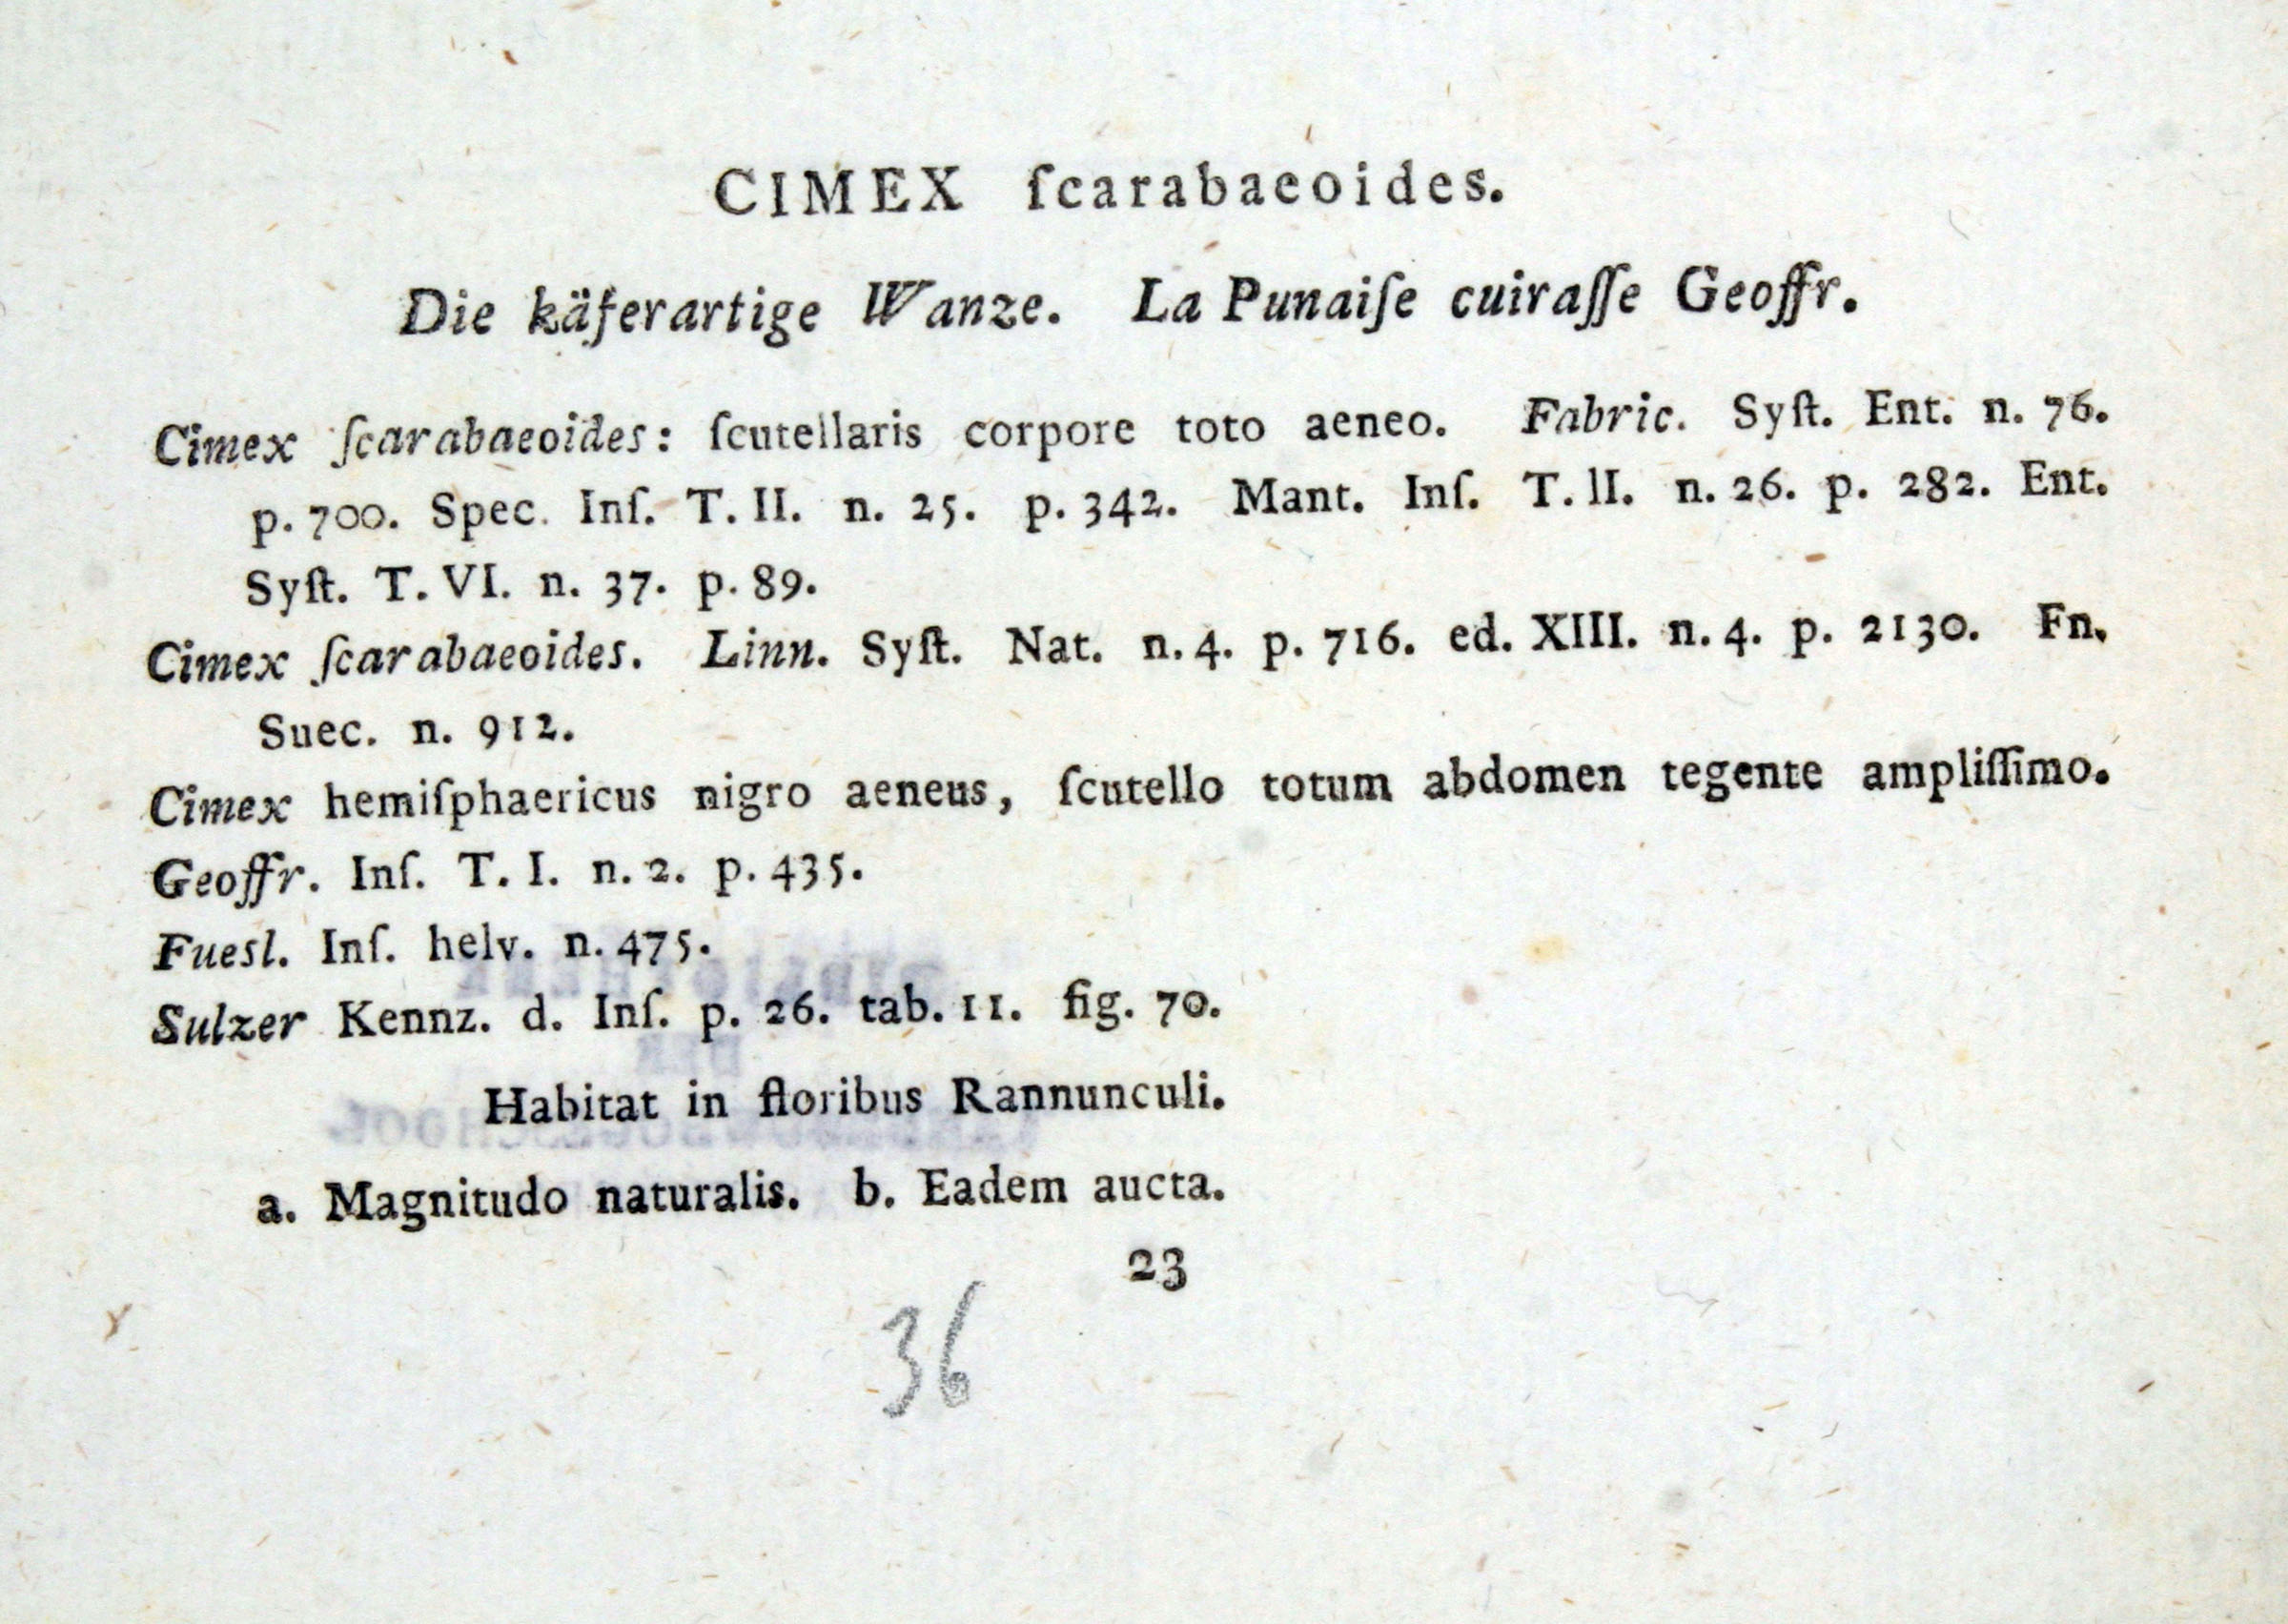 CIMEX ſcarabaeoides.
Die käferartige Wanze. La Punaiſe cuiraſſe Geoffr.
Cimex ſcarabaeoides: ſcutellaris corpore toto aeneo. Fabric. Syſt. Ent. n. 76.
p. 700. Spec. Inſ. T. II. n. 25. p. 342. Mant. Inſ. T. lI. n. 26. p. 282. Ent.
Syſt. T. VI. n. 37. p. 89.
Cimex ſcarabaeoides. Linn. Syſt. Nat. n. 4. p. 716. ed. XIII. n. 4. p. 2130. Fn.
Suec. n. 912.
Cimex hemiſphaericus nigro aeneus, ſcutello totum abdomen tegente ampliſſimo.
Geoffr. Inſ. T. I. n. 2. p. 435.
Fuesl. Inſ. helv. n. 475.
Sulzer Kennz. d. Inſ. p. 26. tab. 11. fig. 70.
Habitat in floribus Rannunculi.
a. Magnitudo naturalis. b. Eadem aucta.
23
36